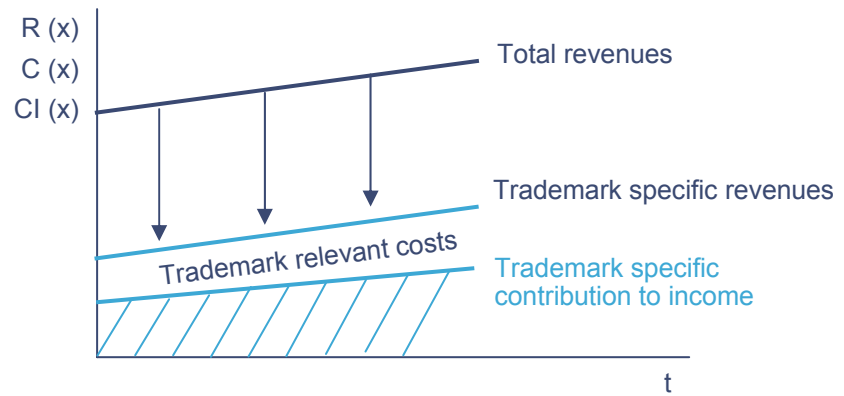 R (x)
C (x)
CI (x)
Total revenues
Trademark specific revenues
Trademark relevant costs
Trademark specific
contribution to income
t